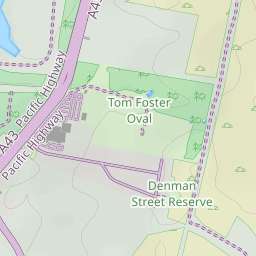 A43
Pacific Highway
A43
Pacific Highway
Tom Foster
Oval
Denman
Street Reserve